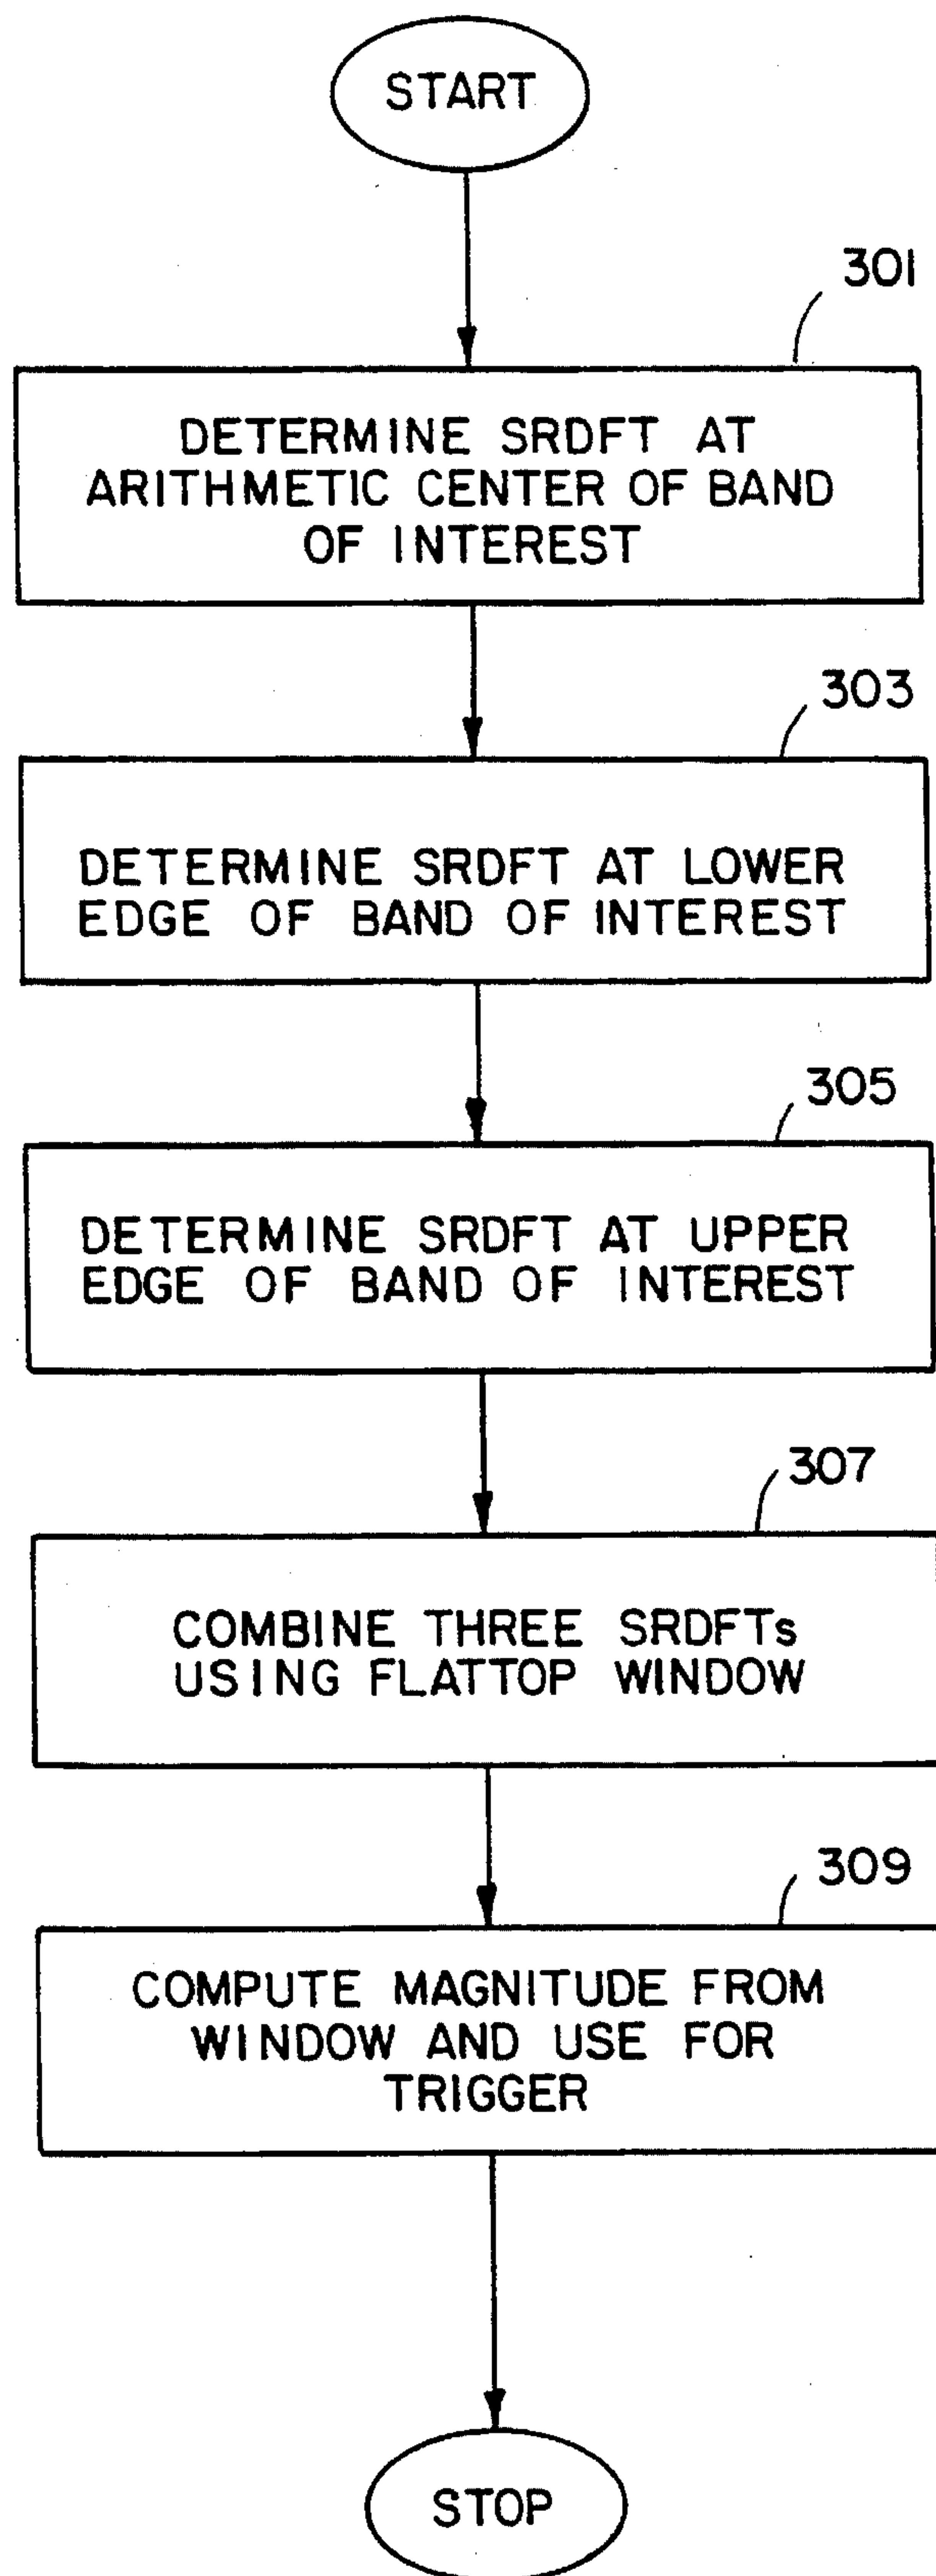 START
301
DETERMINE SRDFT AT
ARITHMETIC CENTER OF BAND
OF INTEREST
303
DETERMINE SRDFT AT LOWER
EDGE OF BAND OF INTEREST
305
DETERMINE SRDFT AT UPPER
EDGE OF BAND OF INTEREST
307
COMBINE THREE SRDFTs
USING FLATTOP WINDOW
309
COMPUTE MAGNITUDE FROM
WINDOW AND USE FOR
TRIGGER
STOP